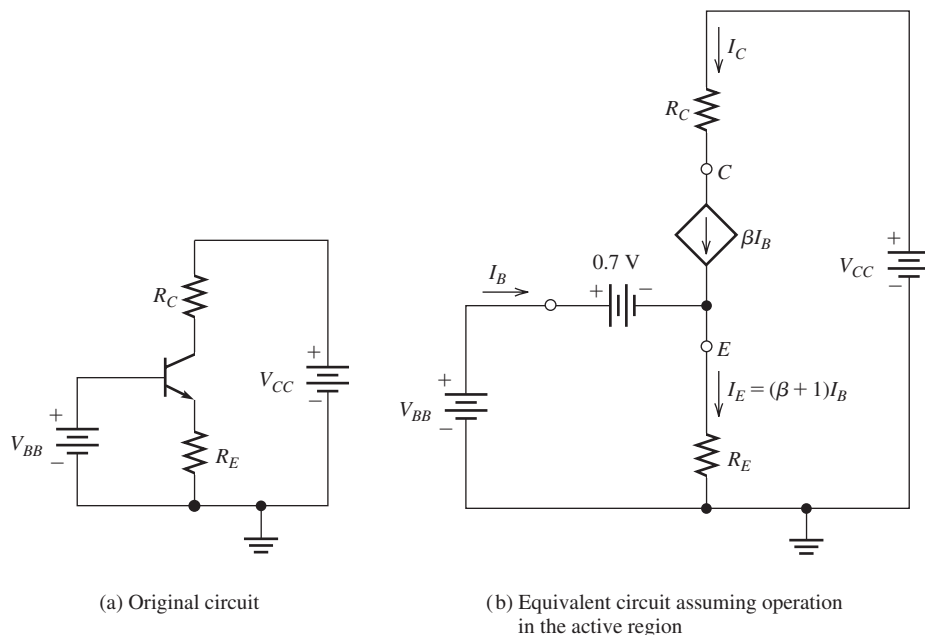 R_C
V_CC
+
−
V_BB
+
−
R_E
(a) Original circuit
I_C
R_C
C
βI_B
0.7 V
+
−
I_B
V_CC
+
−
E
I_E = (β + 1)I_B
V_BB
+
−
R_E
(b) Equivalent circuit assuming operation
in the active region